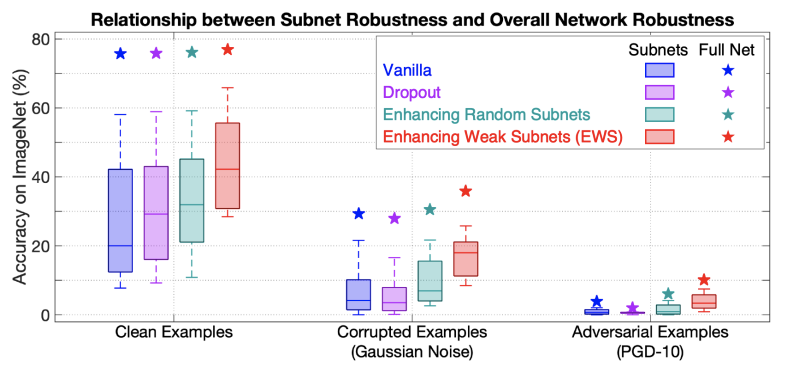 Relationship between Subnet Robustness and Overall Network Robustness
Accuracy on ImageNet (%)
80
60
40
20
0
Subnets Full Net
Vanilla
Dropout
Enhancing Random Subnets
Enhancing Weak Subnets (EWS)
Clean Examples
Corrupted Examples
(Gaussian Noise)
Adversarial Examples
(PGD-10)